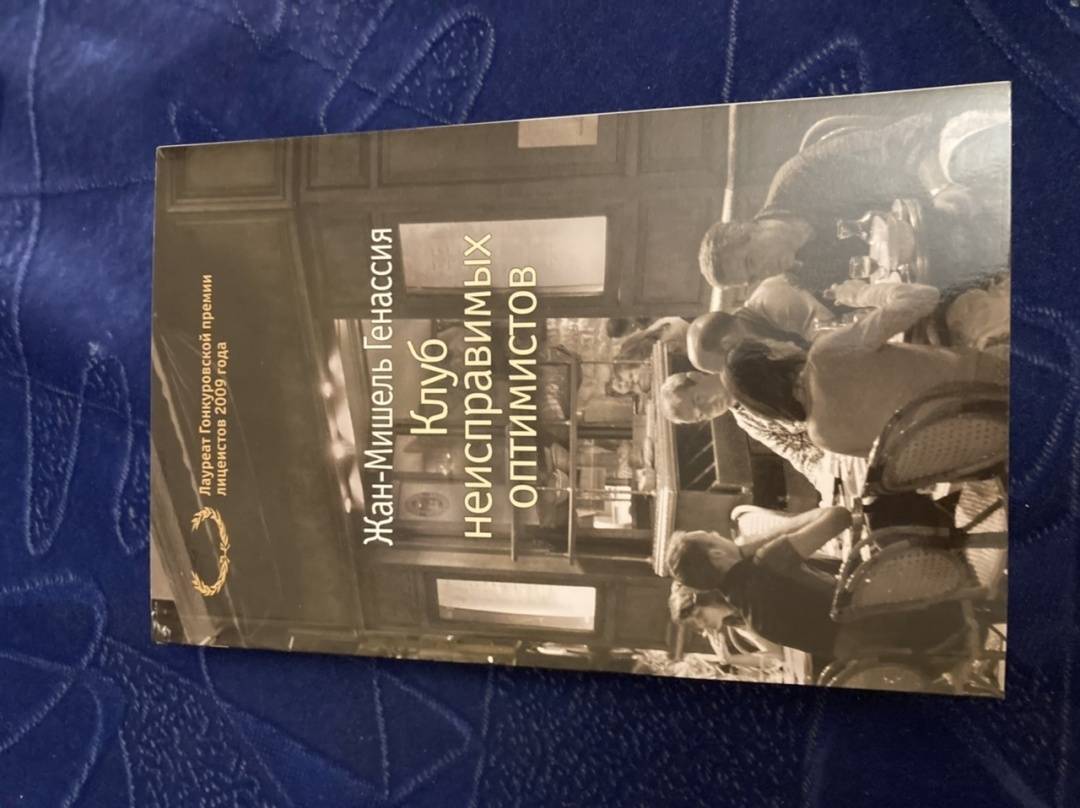 Лауреат Гонкуровской премии
лицеистов 2009 года
Жан-Мишель Генассия
Клуб
неисправимых
оптимистов